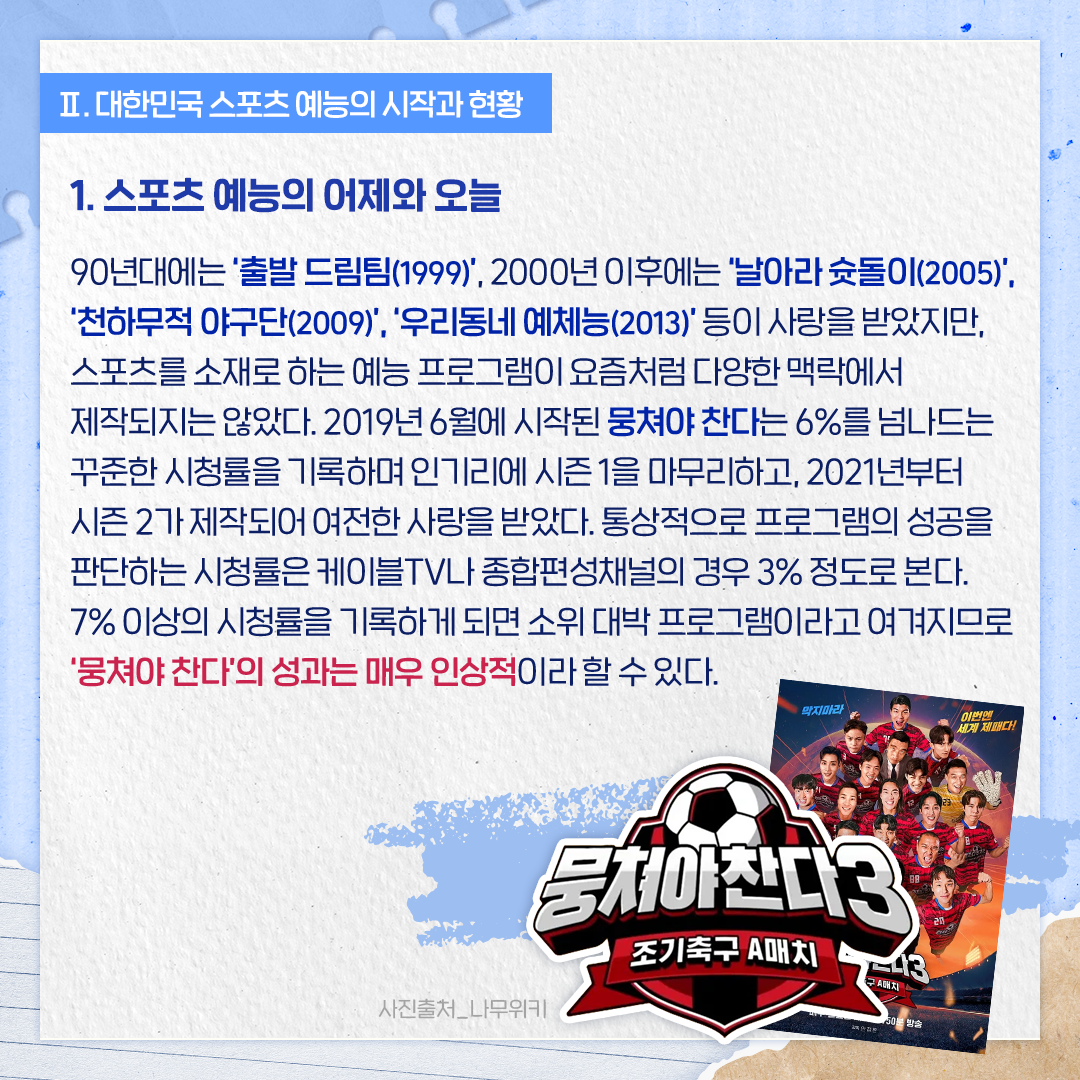 Ⅱ. 대한민국 스포츠 예능의 시작과 현황
1. 스포츠 예능의 어제와 오늘
90년대에는 ‘출발 드림팀(1999)’, 2000년 이후에는 ‘날아라 슛돌이(2005)’,
‘천하무적 야구단(2009)’, ‘우리동네 예체능(2013)’ 등이 사랑을 받았지만,
스포츠를 소재로 하는 예능 프로그램이 요즘처럼 다양한 맥락에서
제작되지는 않았다. 2019년 6월에 시작된 뭉쳐야 찬다는 6%를 넘나드는
꾸준한 시청률을 기록하며 인기리에 시즌 1을 마무리하고, 2021년부터
시즌 2가 제작되어 여전한 사랑을 받았다. 통상적으로 프로그램의 성공을
판단하는 시청률은 케이블TV나 종합편성채널의 경우 3% 정도로 본다.
7% 이상의 시청률을 기록하게 되면 소위 대박 프로그램이라고 여겨지므로
‘뭉쳐야 찬다’의 성과는 매우 인상적이라 할 수 있다.
막지마라
이번엔
세계 제패다!
뭉쳐야찬다3
조기축구 A매치
A매치
방송
사진출처_나무위키